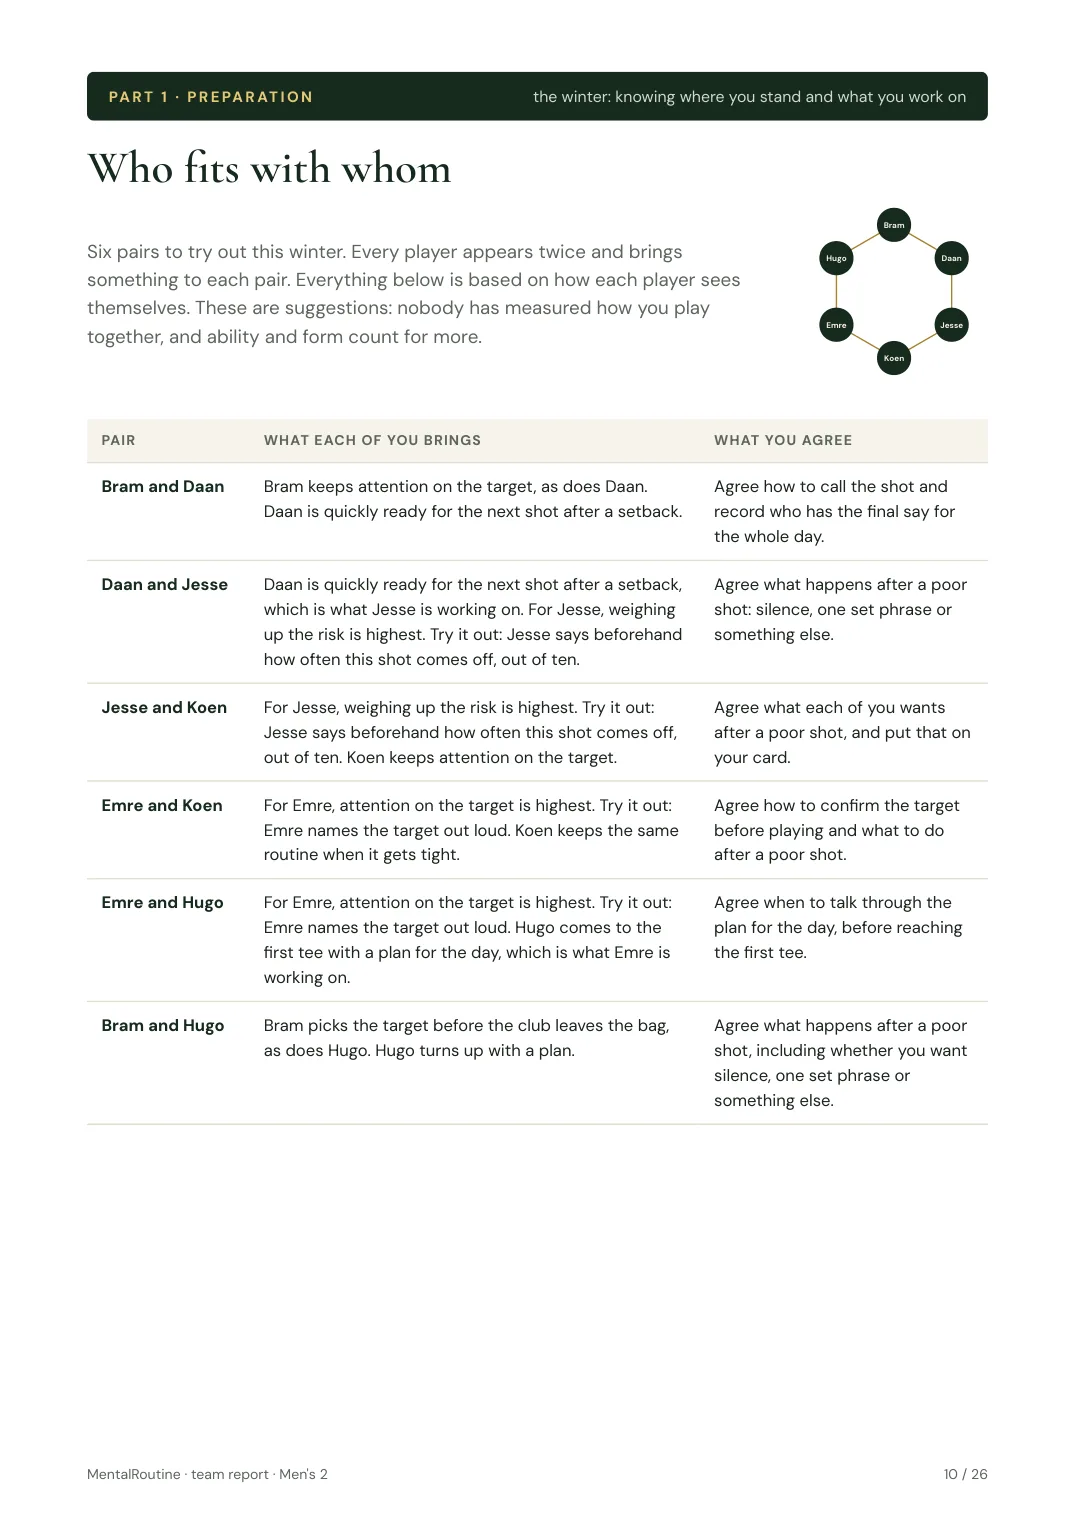 PART 1 · PREPARATION
the winter: knowing where you stand and what you work on
Who fits with whom
Six pairs to try out this winter. Every player appears twice and brings
something to each pair. Everything below is based on how each player sees
themselves. These are suggestions: nobody has measured how you play
together, and ability and form count for more.
Bram
Hugo
Daan
Emre
Jesse
Koen
PAIR
WHAT EACH OF YOU BRINGS
WHAT YOU AGREE
Bram and Daan
Bram keeps attention on the target, as does Daan.
Daan is quickly ready for the next shot after a setback.
Agree how to call the shot and
record who has the final say for
the whole day.
Daan and Jesse
Daan is quickly ready for the next shot after a setback,
which is what Jesse is working on. For Jesse, weighing
up the risk is highest. Try it out: Jesse says beforehand
how often this shot comes off, out of ten.
Agree what happens after a poor
shot: silence, one set phrase or
something else.
Jesse and Koen
For Jesse, weighing up the risk is highest. Try it out:
Jesse says beforehand how often this shot comes off,
out of ten. Koen keeps attention on the target.
Agree what each of you wants
after a poor shot, and put that on
your card.
Emre and Koen
For Emre, attention on the target is highest. Try it out:
Emre names the target out loud. Koen keeps the same
routine when it gets tight.
Agree how to confirm the target
before playing and what to do
after a poor shot.
Emre and Hugo
For Emre, attention on the target is highest. Try it out:
Emre names the target out loud. Hugo comes to the
first tee with a plan for the day, which is what Emre is
working on.
Agree when to talk through the
plan for the day, before reaching
the first tee.
Bram and Hugo
Bram picks the target before the club leaves the bag,
as does Hugo. Hugo turns up with a plan.
Agree what happens after a poor
shot, including whether you want
silence, one set phrase or
something else.
MentalRoutine · team report · Men's 2
10 / 26